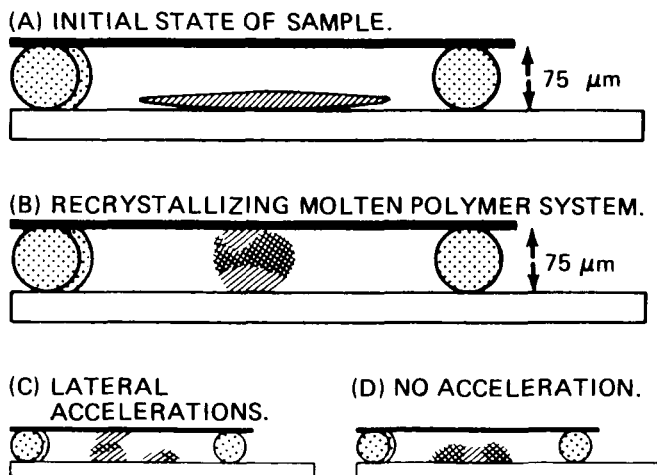 (A) INITIAL STATE OF SAMPLE.
75 μm
(B) RECRYSTALLIZING MOLTEN POLYMER SYSTEM.
75 μm
(C) LATERAL
ACCELERATIONS.
(D) NO ACCELERATION.